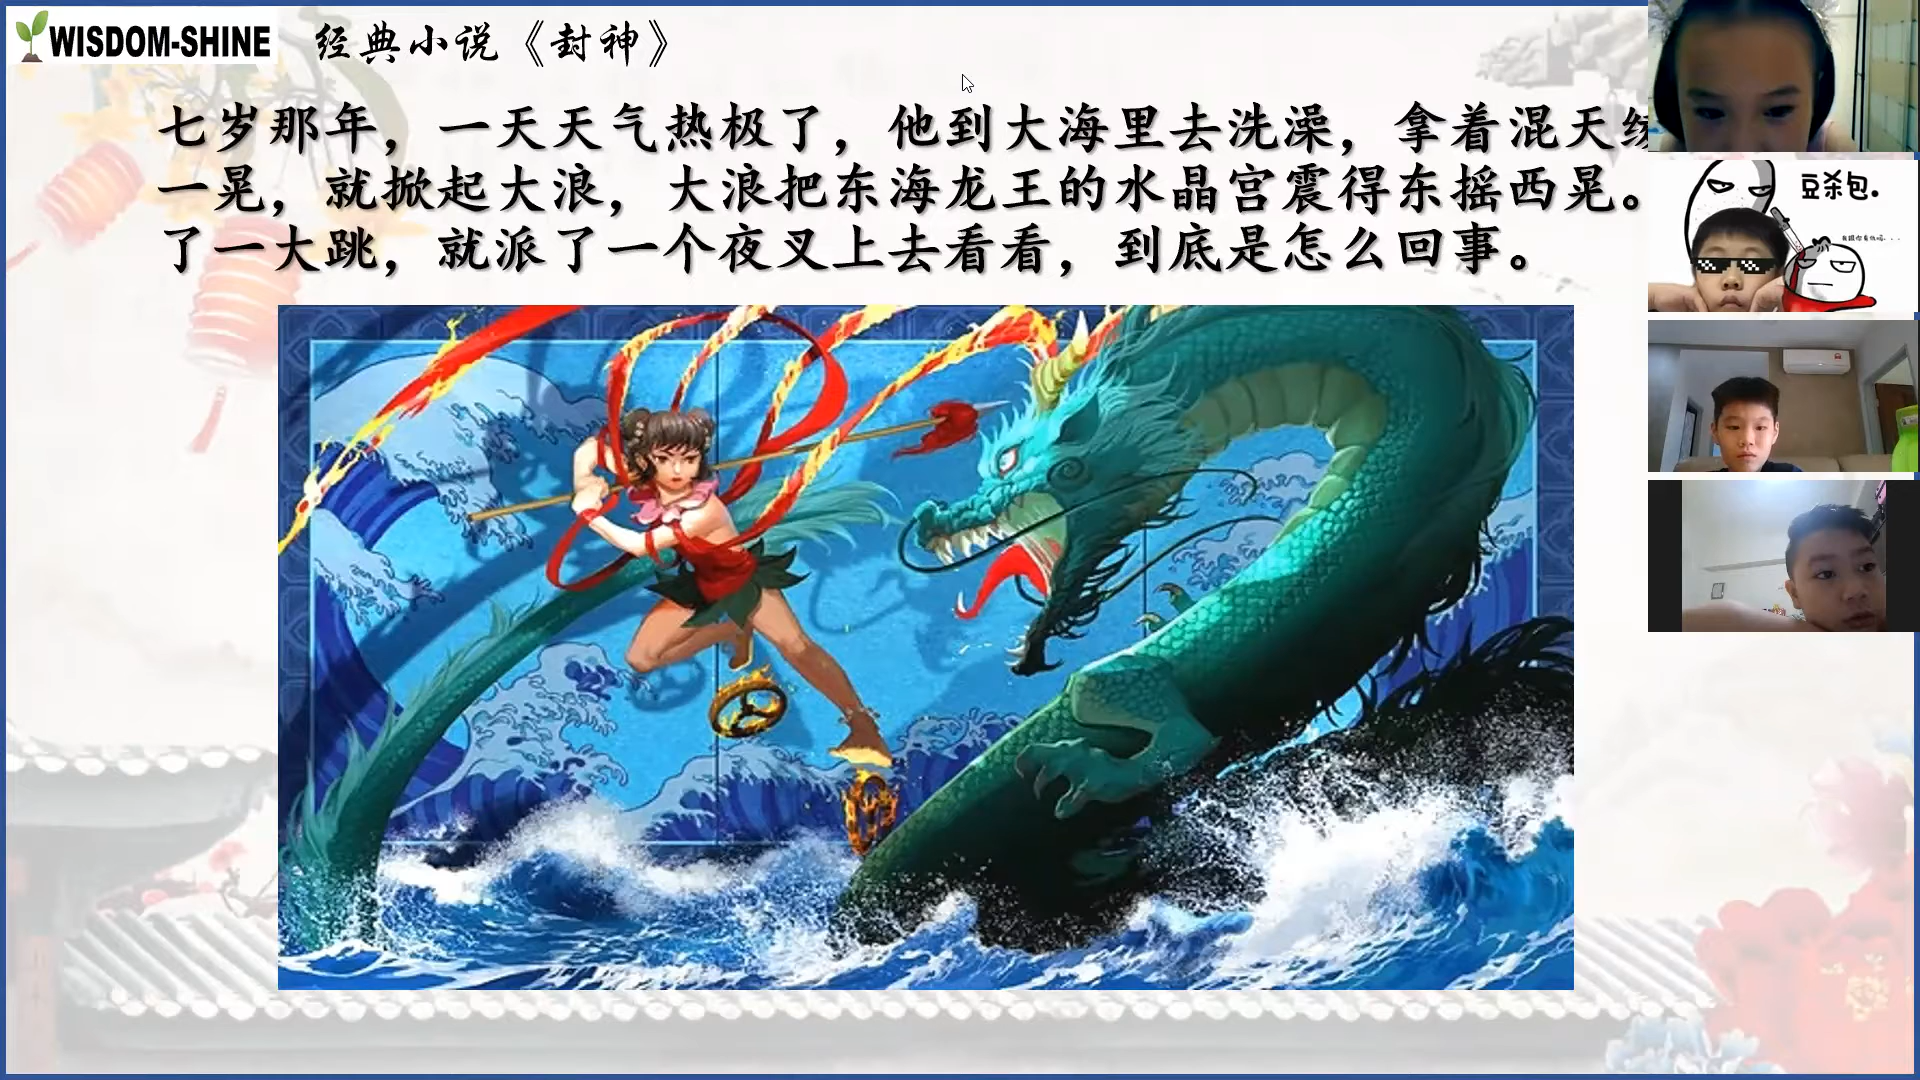 WISDOM-SHINE
经典小说《封神》
七岁那年，一天天气热极了，他到大海里去洗澡，拿着混天
一晃，就掀起大浪，大浪把东海龙王的水晶宫震得东摇西晃。
了一大跳，就派了一个夜叉上去看看，到底是怎么回事。
豆杀包。